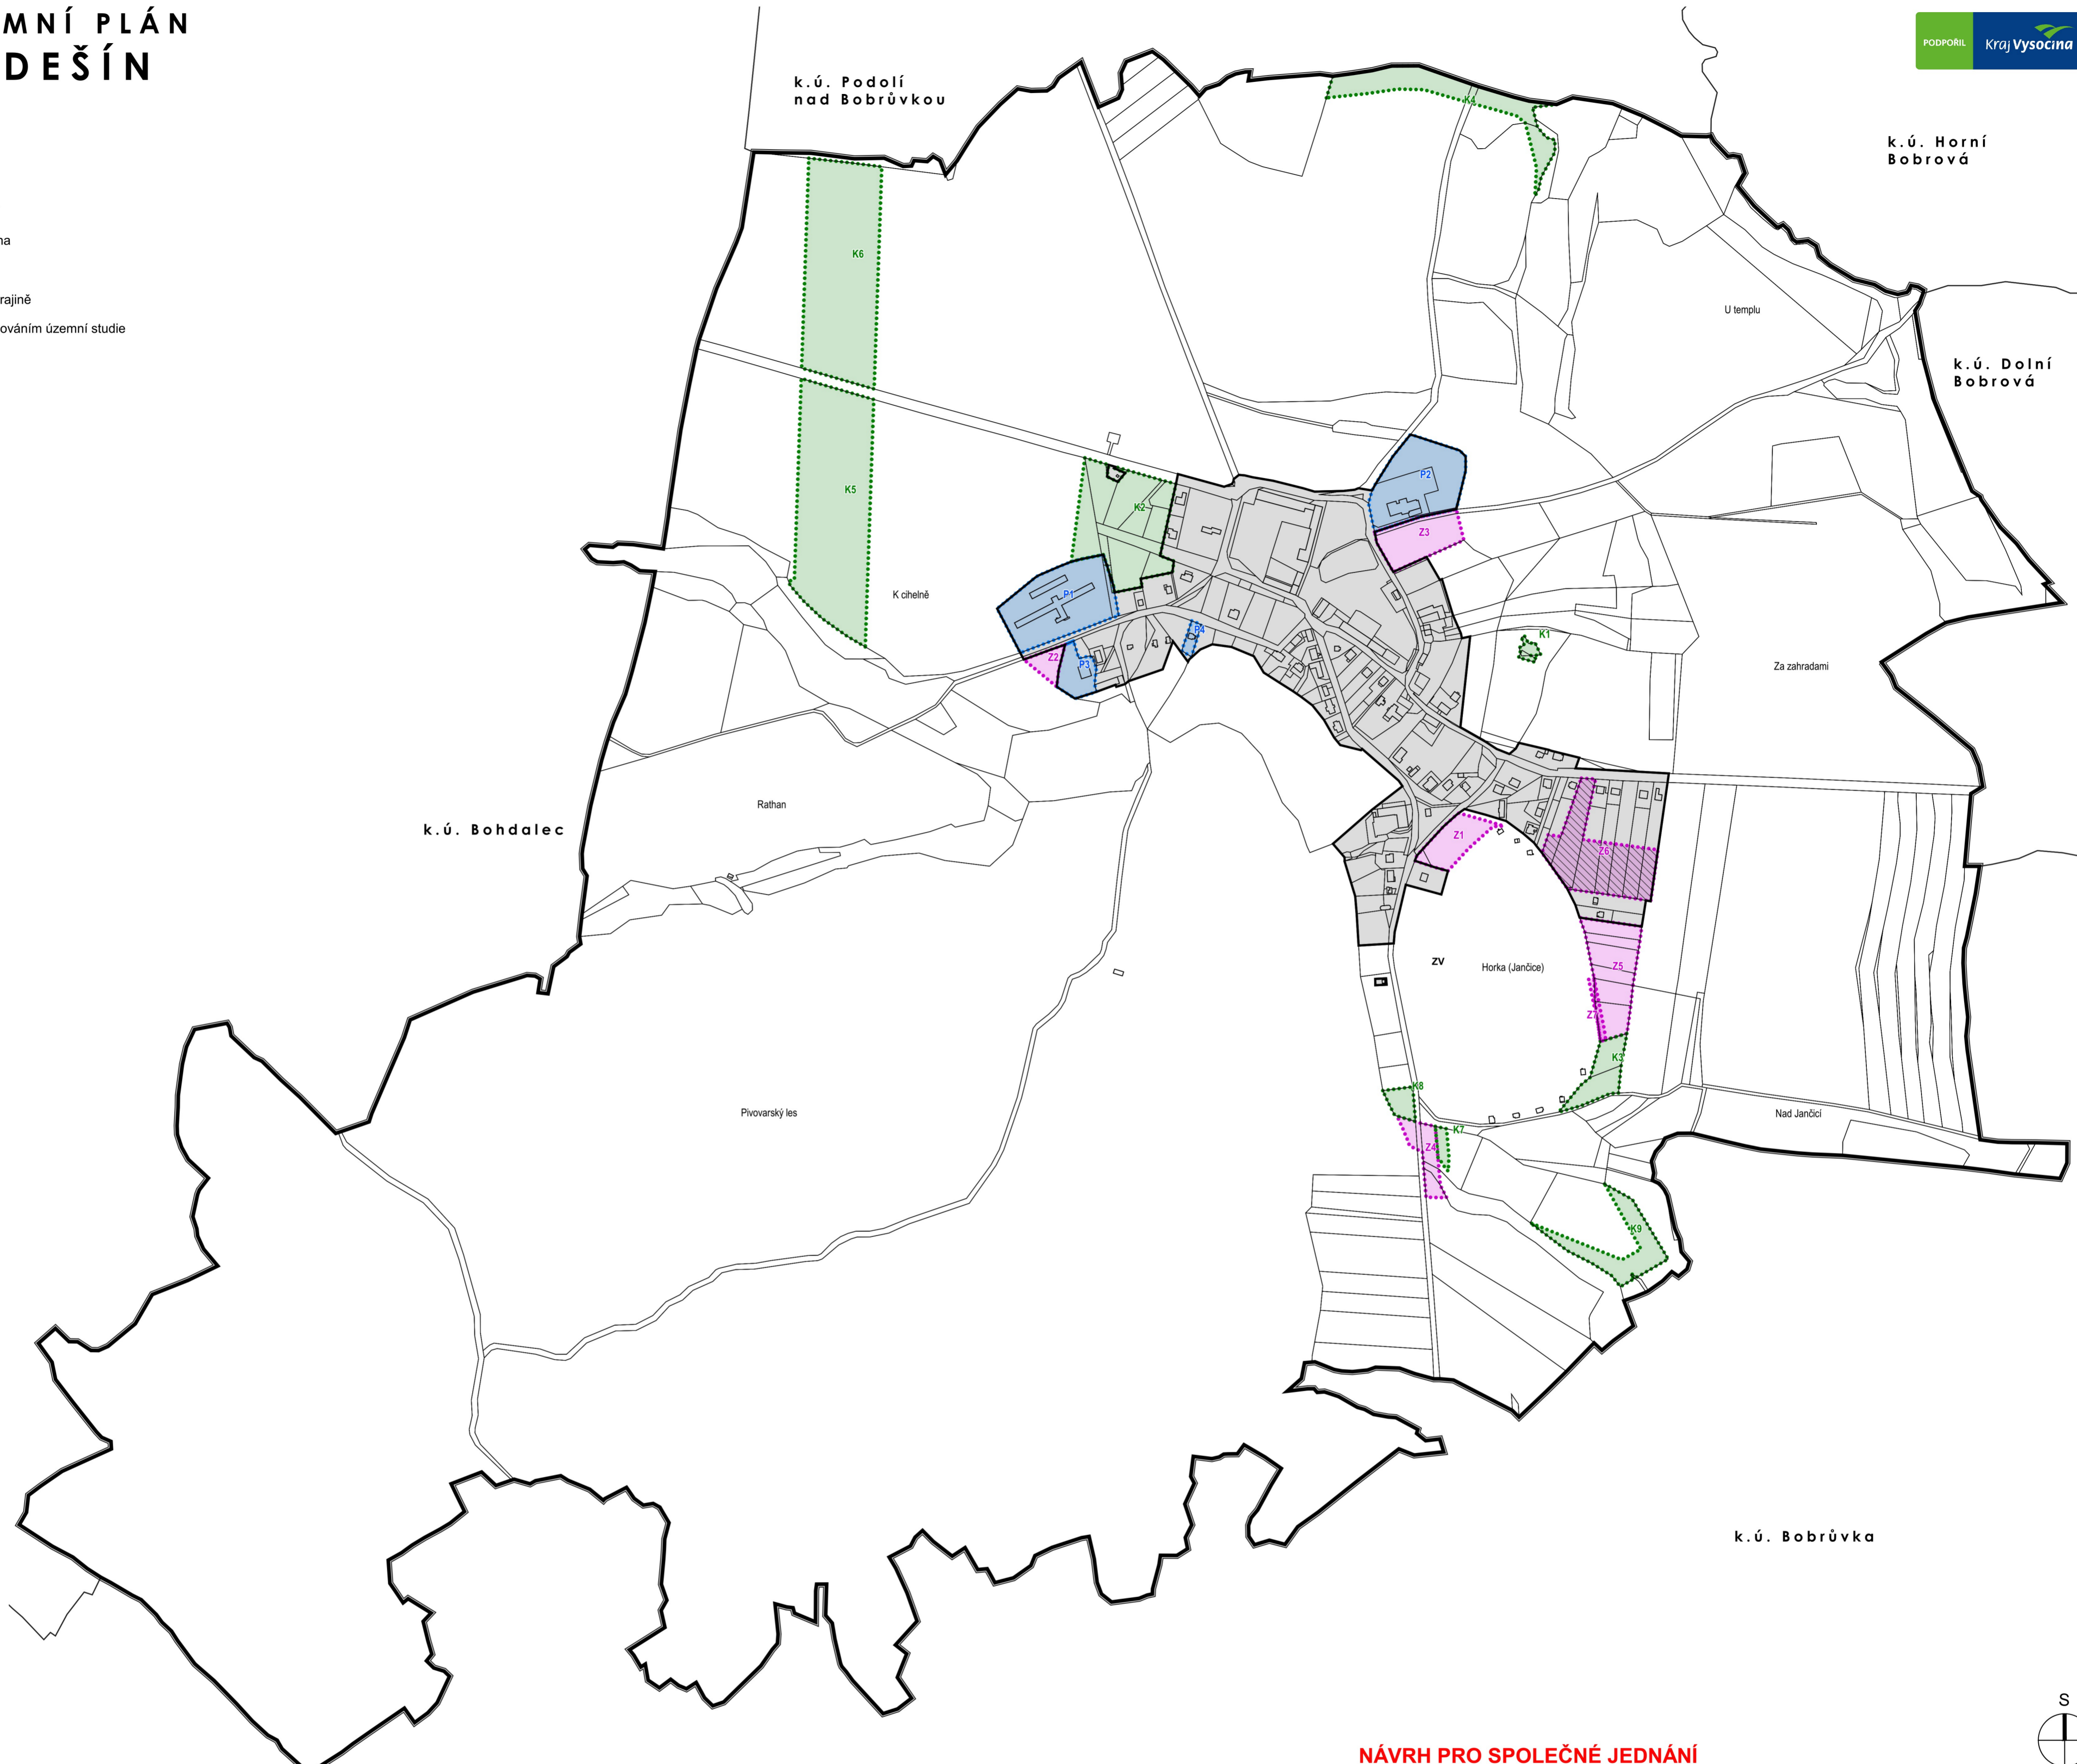 MNÍ PLÁN
DEŠÍN
PODPOŘIL
Kraj Vysočina
k.ú. Podolí
nad Bobrůvkou
K4
k.ú. Horní
Bobrová
na
K6
rajině
U templu
ováním územní studie
k.ú. Dolní
Bobrová
P2
K5
K2
Z3
K cihelně
P1
P4
K1
Z2
P3
Za zahradami
Rathan
k.ú. Bohdalec
Z1
Z6
ZV
Horka (Jančice)
Z5
Z7
K3
K8
Pivovarský les
Nad Jančicí
K7
Z4
K9
k.ú. Bobrůvka
S
NÁVRH PRO SPOLEČNÉ JEDNÁNÍ